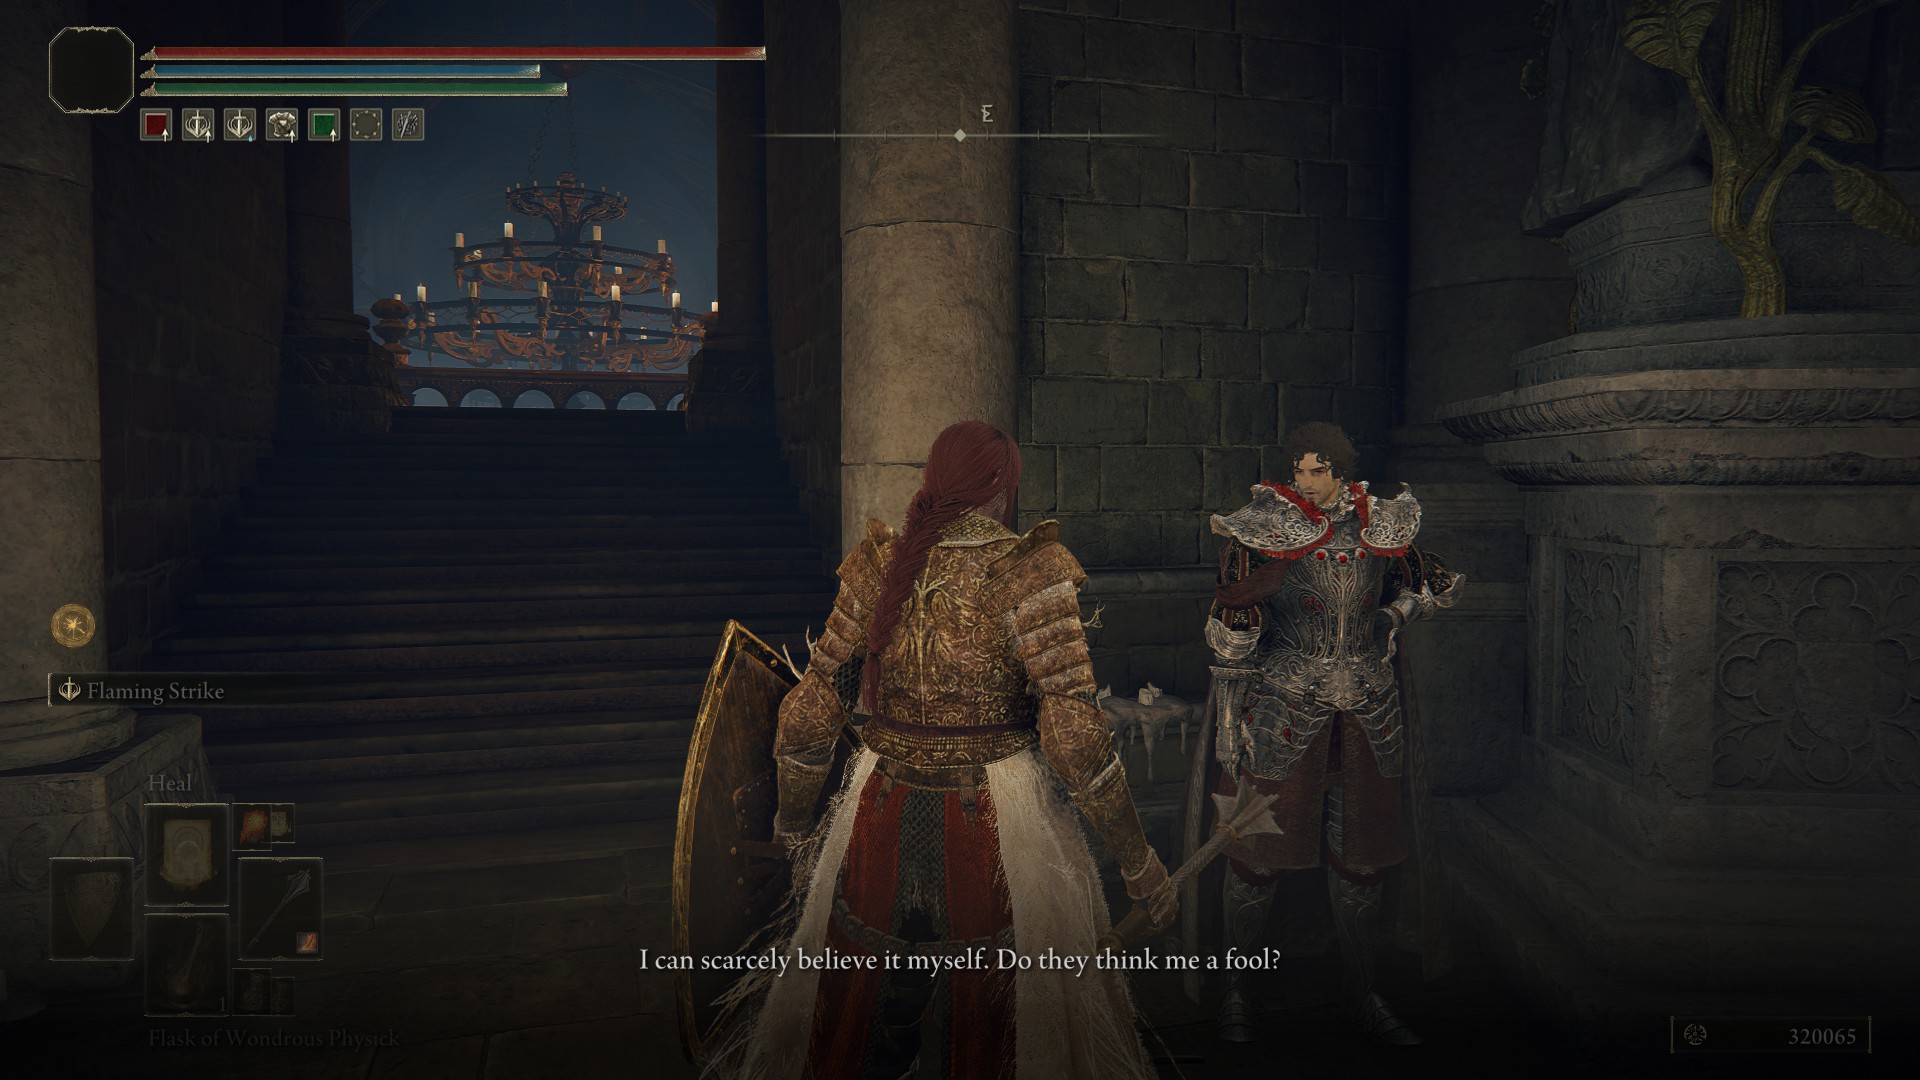 E
Flaming Strike
Heal
1
Flask of Wondrous Physick
I can scarcely believe it myself. Do they think me a fool?
320065